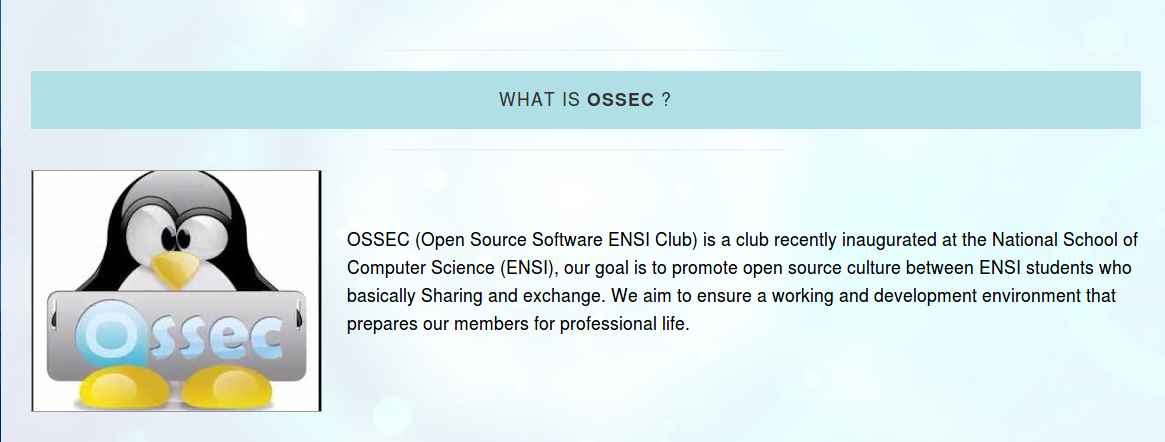 WHAT IS OSSEC ?
Ossec
OSSEC (Open Source Software ENSI Club) is a club recently inaugurated at the National School of
Computer Science (ENSI), our goal is to promote open source culture between ENSI students who
basically Sharing and exchange. We aim to ensure a working and development environment that
prepares our members for professional life.